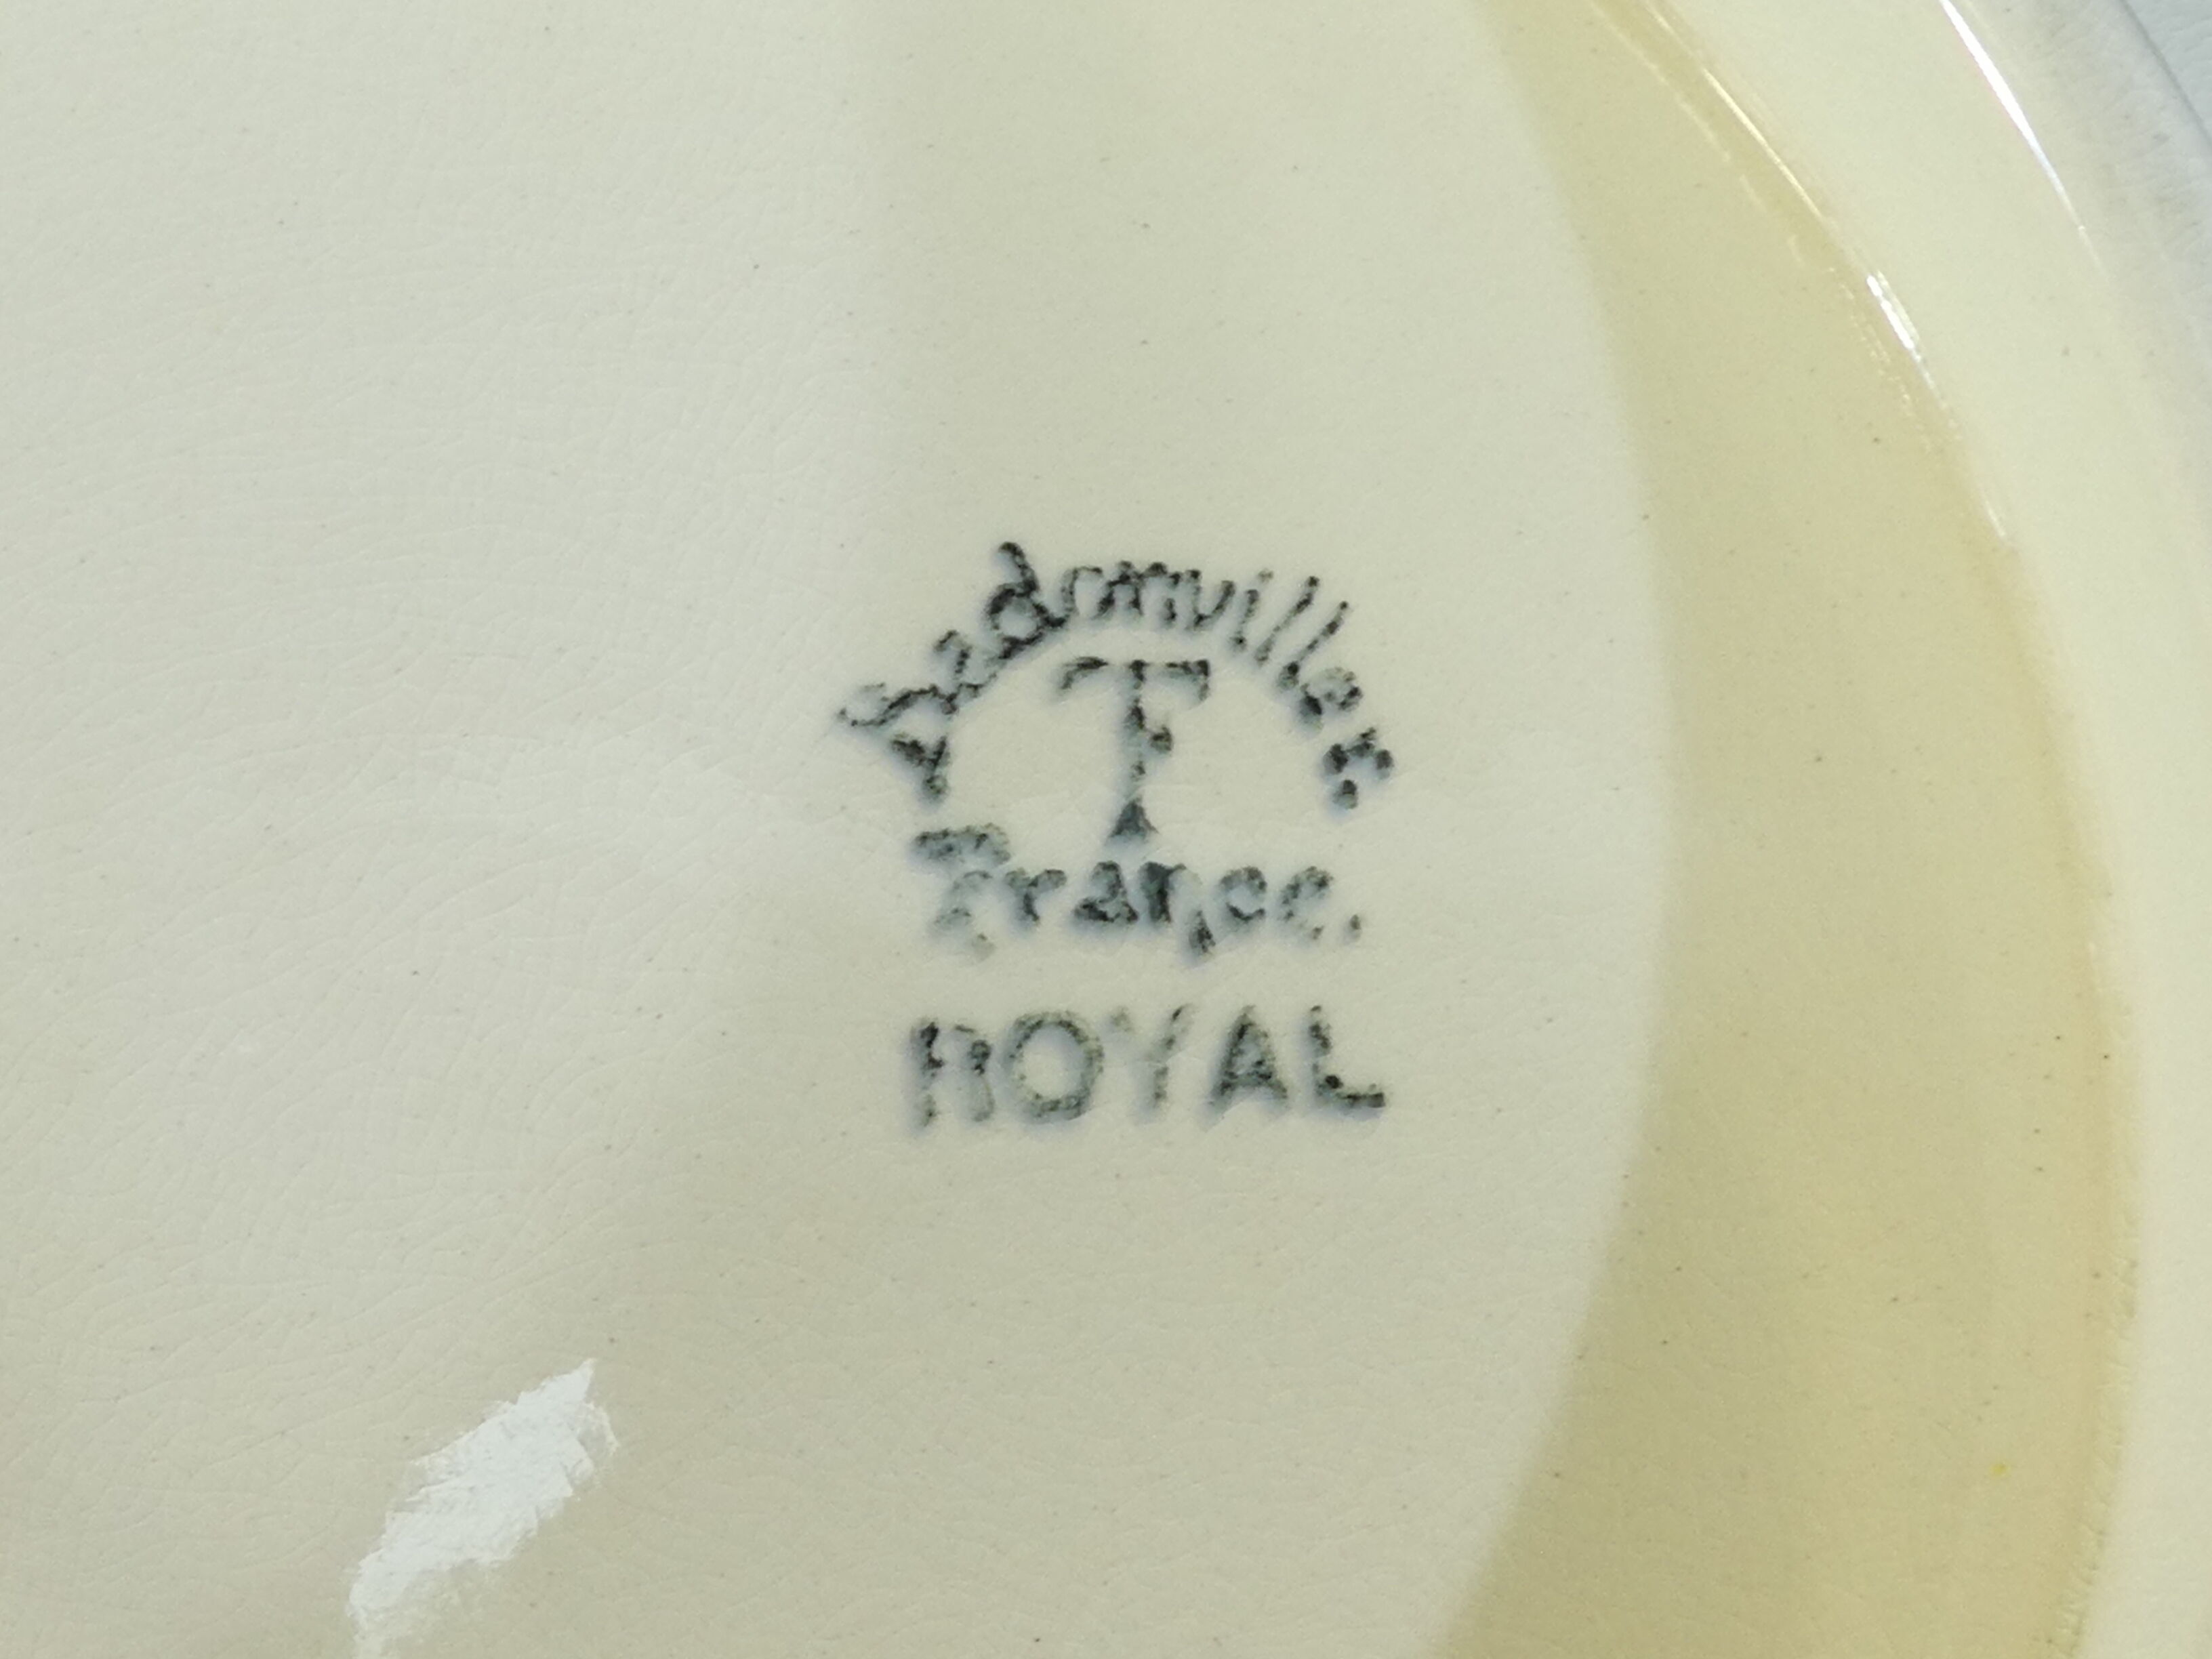 Badonviller
T
France.
ROYAL